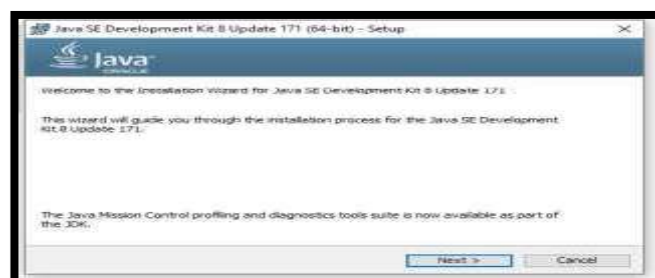 Java SE Development Kit 8 Update 171 (64-bit) - Setup
Java
ORACLE
Welcome to the Installation Wizard for Java SE Development Kit 8 Update 171
This wizard will guide you through the installation process for the Java SE Development
Kit 8 Update 171.
The Java Mission Control profiling and diagnostics tools suite is now available as part of
the JDK.
Next >
Cancel